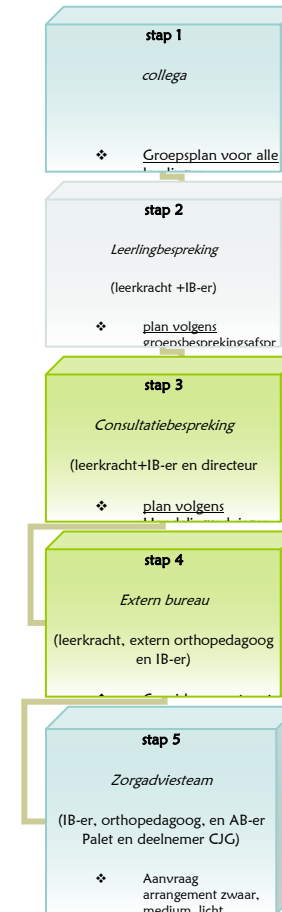 stap 1
collega
❖ Groepsplan voor alle
stap 2
Leerlingbespreking
(leerkracht +IB-er)
❖ plan volgens
groepsbesprekingsafspr
stap 3
Consultatiebespreking
(leerkracht+IB-er en directeur
❖ plan volgens
stap 4
Extern bureau
(leerkracht, extern orthopedagoog
en IB-er)
❖
stap 5
Zorgadviesteam
(IB-er, orthopedagoog, en AB-er
Palet en deelnemer CJG)
❖ Aanvraag
arrangement zwaar,
medium, licht